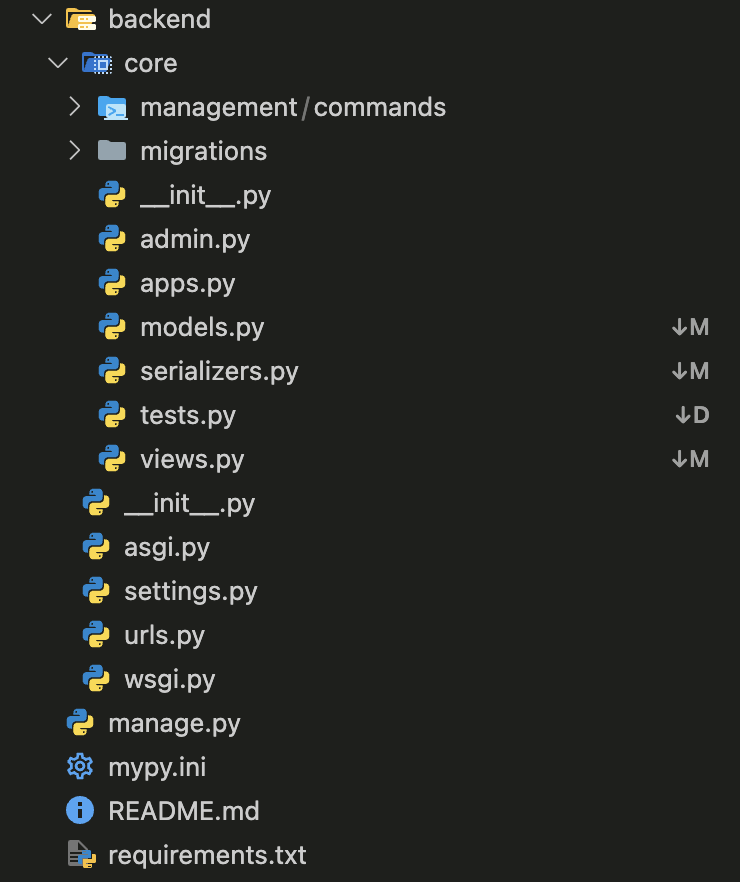 backend
core
management/commands
migrations
__init__.py
admin.py
apps.py
models.py ↓M
serializers.py ↓M
tests.py ↓D
views.py ↓M
__init__.py
asgi.py
settings.py
urls.py
wsgi.py
manage.py
mypy.ini
README.md
requirements.txt